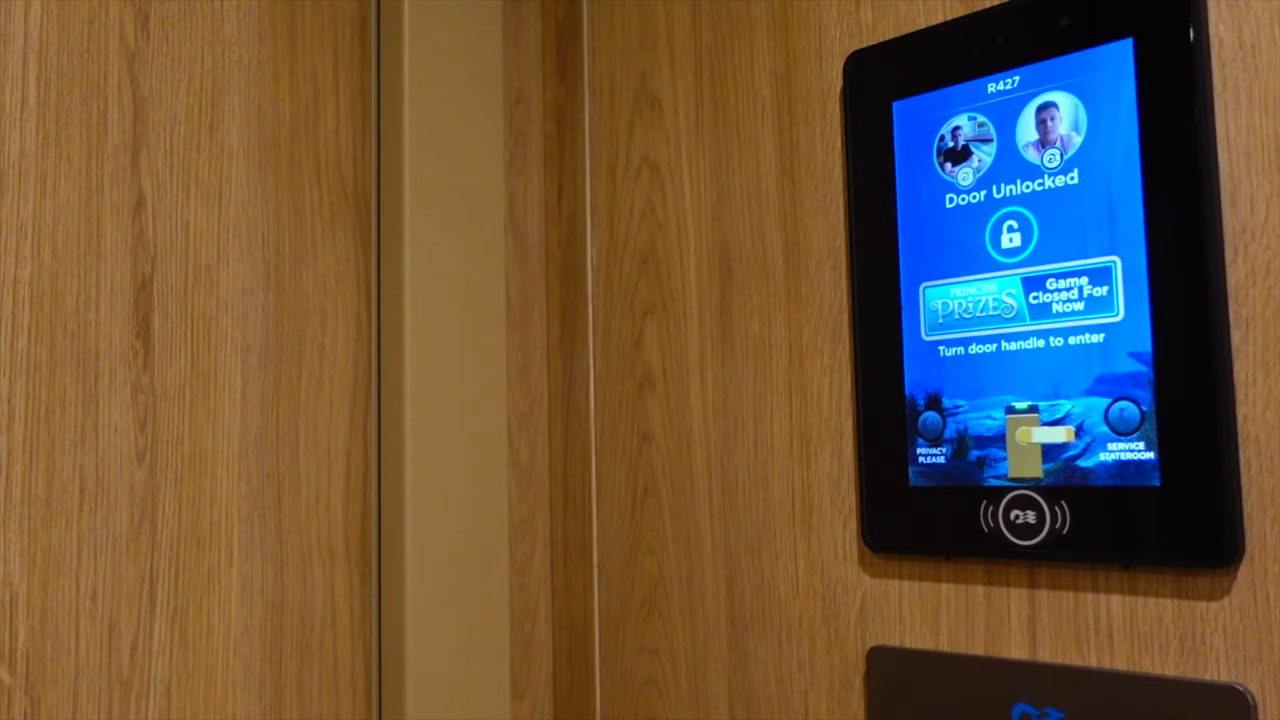 R427
Door Unlocked
PRINCESS
PRIZES
Game
Closed For
Now
Turn door handle to enter
PRIVACY
PLEASE
SERVICE
STATEROOM